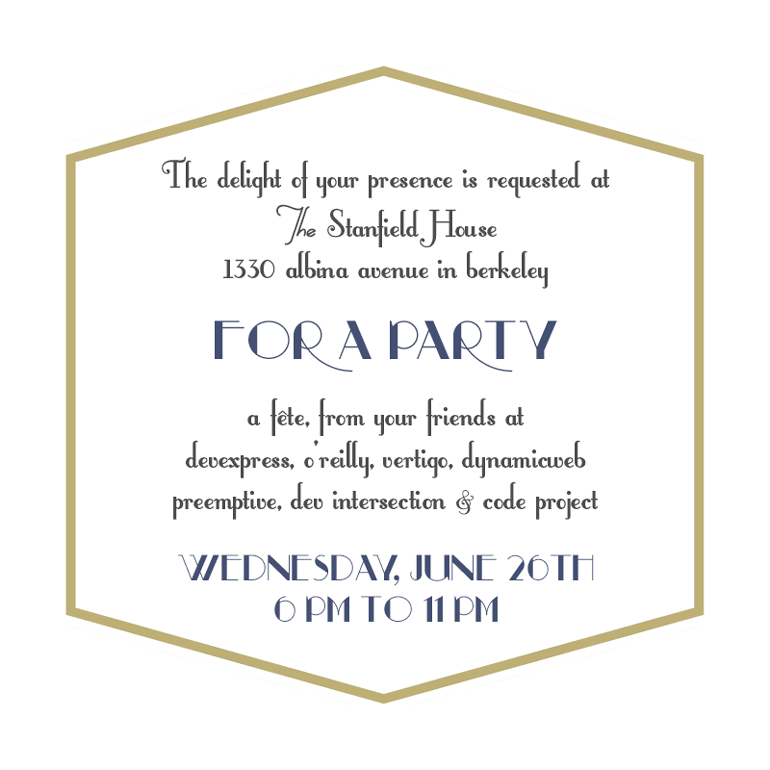 The delight of your presence is requested at
The Stanfield House
1330 albina avenue in berkeley
FOR A PARTY
a fête, from your friends at
devexpress, o'reilly, vertigo, dynamicweb
preemptive, dev intersection & code project
WEDNESDAY, JUNE 26TH
6 PM TO 11 PM